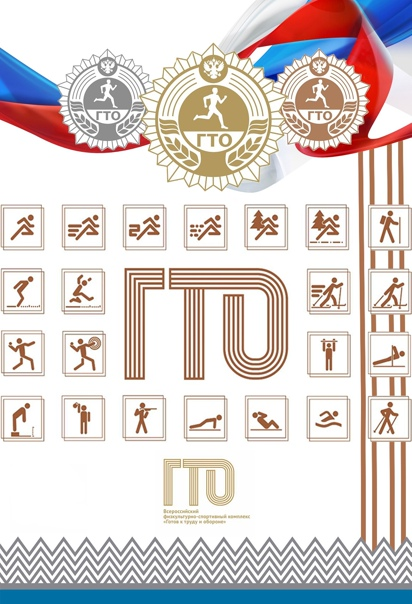 ГТО
ГТО
ГТО
ГТО
ГТО
Всероссийский
физкультурно-спортивный комплекс
«Готов к труду и обороне»